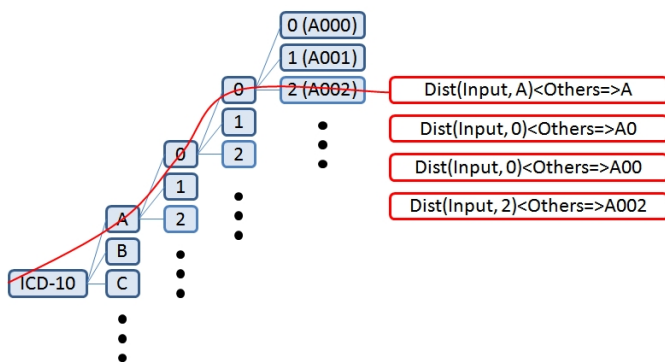 0 (A000)
1 (A001)
0
2 (A002)
1
0
2
1
A
2
B
ICD-10
C
Dist(Input, A)<Others=>A
Dist(Input, 0)<Others=>A0
Dist(Input, 0)<Others=>A00
Dist(Input, 2)<Others=>A002